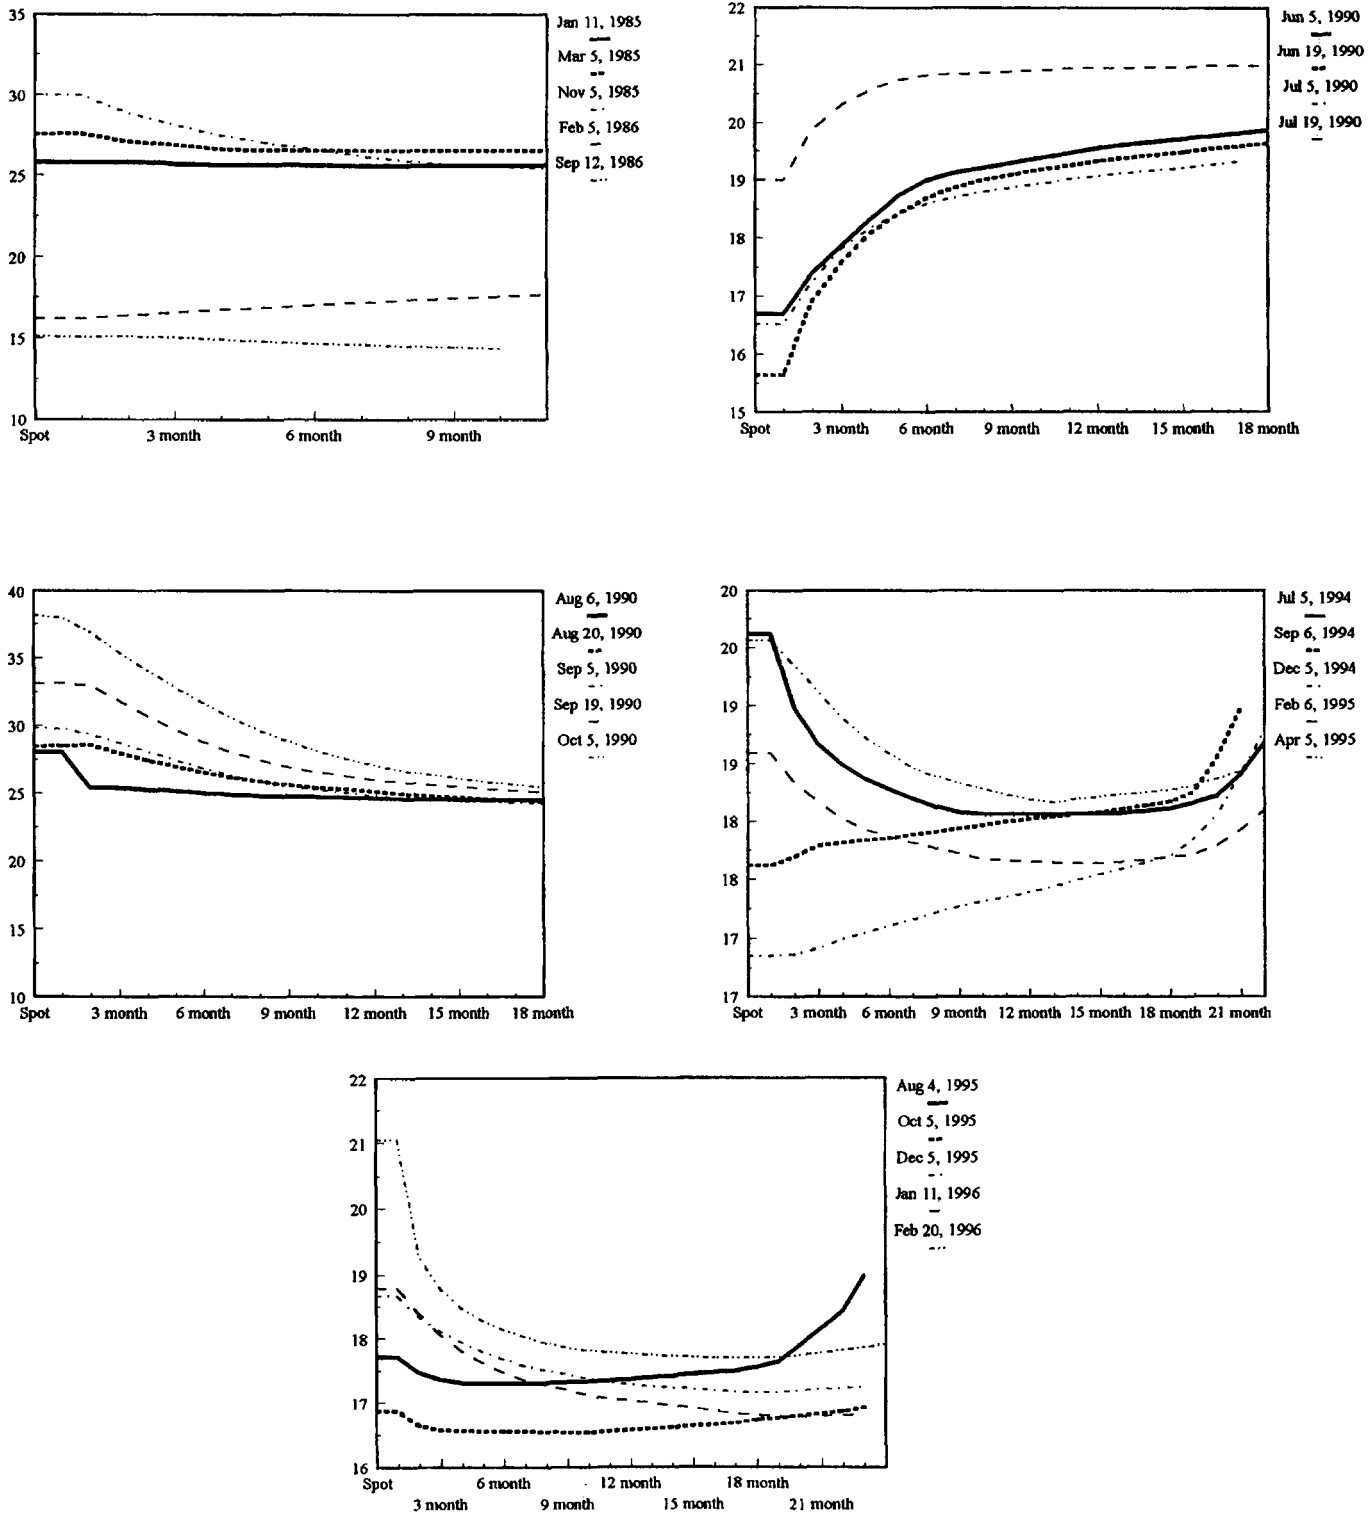 35
30
25
20
15
10
Spot 3 month 6 month 9 month
Jan 11, 1985
Mar 5, 1985
Nov 5, 1985
Feb 5, 1986
Sep 12, 1986
22
21
20
19
18
17
16
15
Spot 3 month 6 month 9 month 12 month 15 month 18 month
Jun 5, 1990
Jun 19, 1990
Jul 5, 1990
Jul 19, 1990
40
35
30
25
20
15
10
Spot 3 month 6 month 9 month 12 month 15 month 18 month
Aug 6, 1990
Aug 20, 1990
Sep 5, 1990
Sep 19, 1990
Oct 5, 1990
20
20
19
19
18
18
17
17
Spot 3 month 6 month 9 month 12 month 15 month 18 month 21 month
Jul 5, 1994
Sep 6, 1994
Dec 5, 1994
Feb 6, 1995
Apr 5, 1995
22
21
20
19
18
17
16
Spot 6 month 12 month 18 month
3 month 9 month 15 month 21 month
Aug 4, 1995
Oct 5, 1995
Dec 5, 1995
Jan 11, 1996
Feb 20, 1996